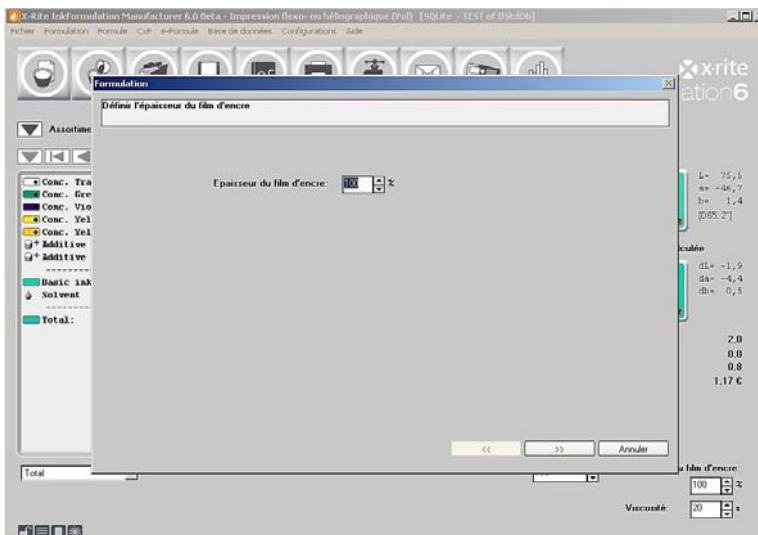 X-Rite InkFormulation Manufacturer 6.0 Beta - Impression flexo- ou héliographique (Pol) [SQLite - TEST of IfStdDb]
Fichier Formulation Formule CxF e-Formule Base de données Configurations Aide
x·rite
ation6
Formulation
Définir l'épaisseur du film d'encre
Assortime
Epaisseur du film d'encre: 100 %
Conc. Tra
Conc. Gre
Conc. Vio
Conc. Yel
Conc. Yel
Additive
Additive
Basic ink
Solvent
Total:
L= 75,5
a= -46,7
b= 1,4
[D65, 2°]
culée
dL= -1,9
da= -4,4
db= 0,5
2.0
0.0
0.8
1.17 €
<< >> Annuler
Total
u film d'encre:
100 %
Viscosité: 20 s